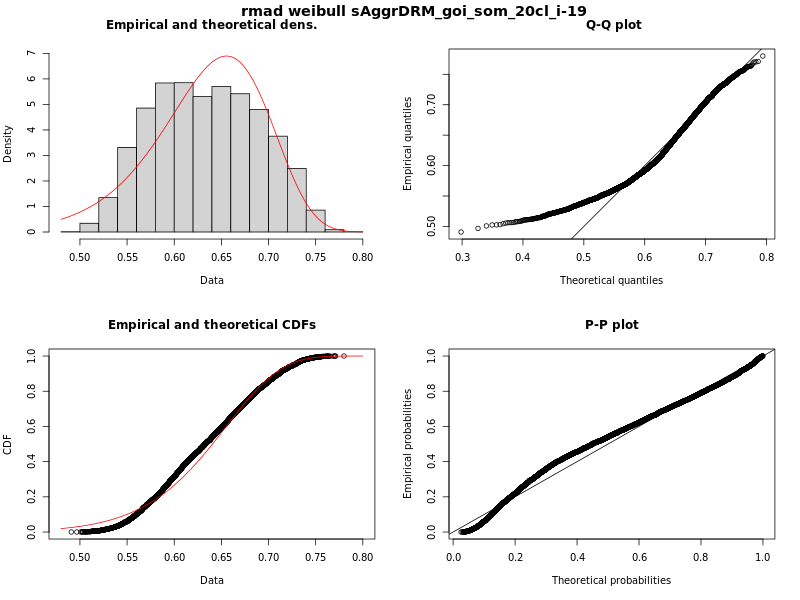 rmad weibull sAggrDRM_goi_som_20cl_i-19
Empirical and theoretical dens.
Density
0 1 2 3 4 5 6 7
0.50 0.55 0.60 0.65 0.70 0.75 0.80
Data
Q-Q plot
Empirical quantiles
0.50 0.60 0.70
0.3 0.4 0.5 0.6 0.7 0.8
Theoretical quantiles
Empirical and theoretical CDFs
CDF
0.0 0.2 0.4 0.6 0.8 1.0
0.50 0.55 0.60 0.65 0.70 0.75 0.80
Data
P-P plot
Empirical probabilities
0.0 0.2 0.4 0.6 0.8 1.0
0.0 0.2 0.4 0.6 0.8 1.0
Theoretical probabilities